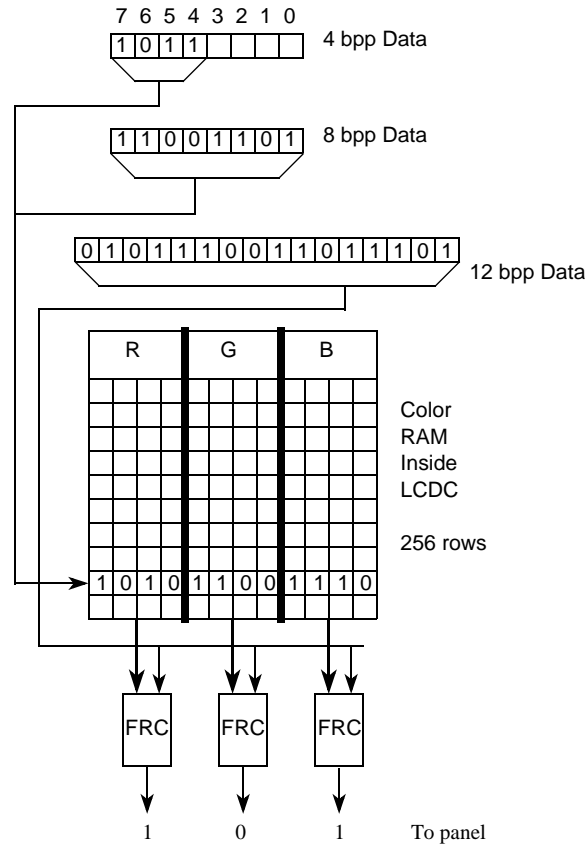 7 6 5 4 3 2 1 0
1 0 1 1
4 bpp Data
1 1 0 0 1 1 0 1
8 bpp Data
0 1 0 1 1 1 0 0 1 1 0 1 1 1 0 1
12 bpp Data
R G B
Color
RAM
Inside
LCDC
256 rows
1 0 1 0 1 1 0 0 1 1 1 0
FRC FRC FRC
1 0 1 To panel